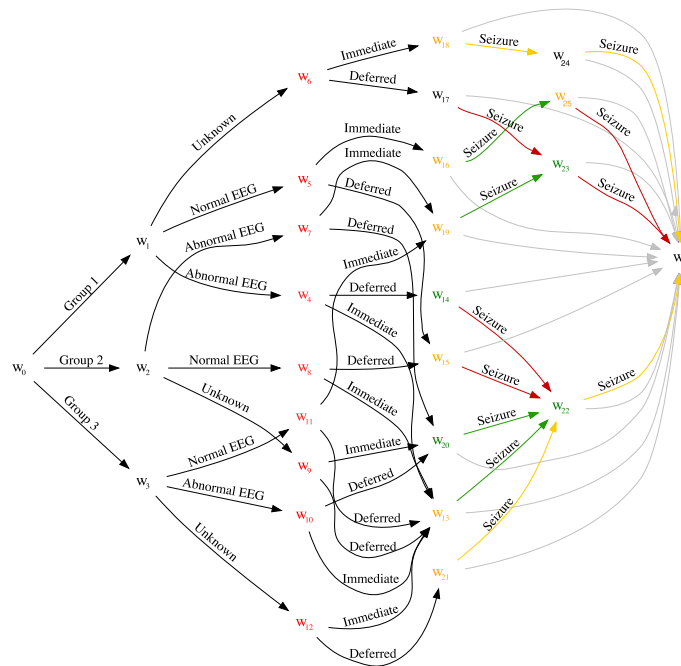 W18
Immediate
Seizure
Seizure
W24
W6
Deferred
W17
W25
Unknown
Seizure
Seizure
Seizure
Immediate
W16
Immediate
W23
Normal EEG
W5
Deferred
Seizure
Seizure
W19
W7
Deferred
W1
Abnormal EEG
Immediate
W
Group 1
Abnormal EEG
W4
Deferred
W14
Immediate
Seizure
W0
Group 2
W2
Normal EEG
W8
Deferred
W15
Seizure
Seizure
Immediate
Unknown
W22
Group 3
W11
Seizure
Normal EEG
Immediate
W20
W9
Deferred
Seizure
W3
Abnormal EEG
W10
Deferred
W13
Seizure
Unknown
Deferred
Immediate
W21
Immediate
W12
Deferred